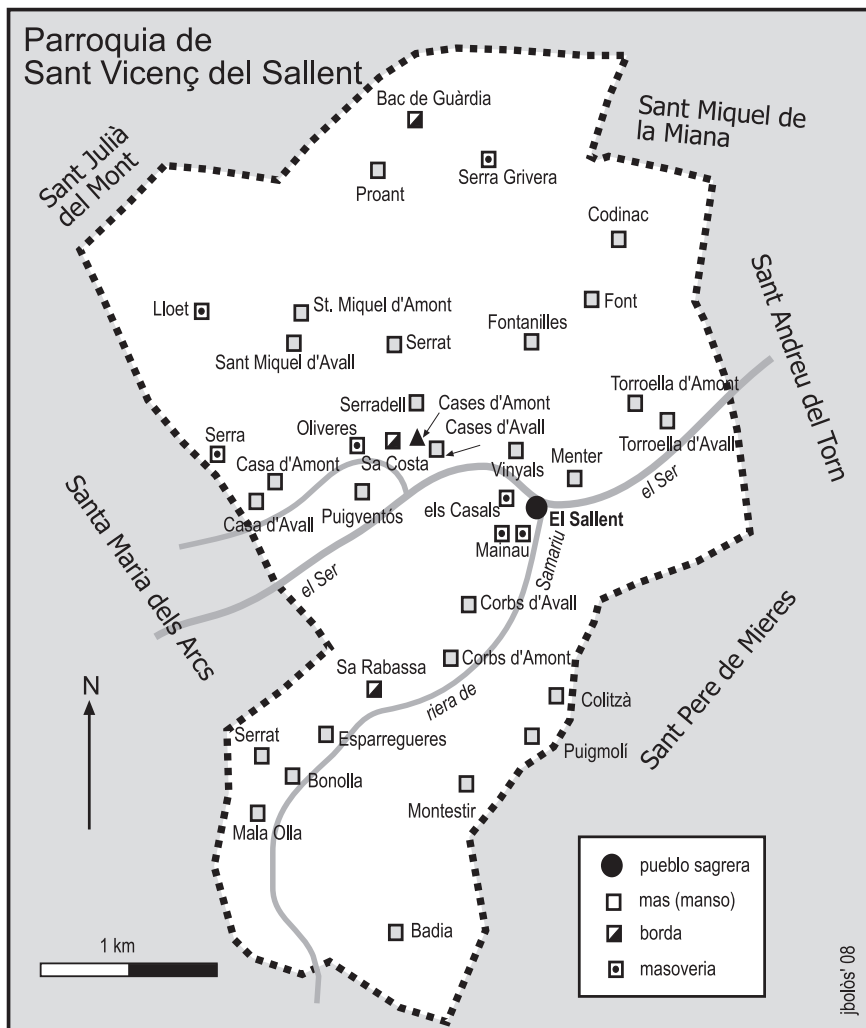 Parroquia de
Sant Vicenç del Sallent
Bac de Guàrdia
Sant Miquel de
la Miana
Sant Julià
del Mont
Proant
Serra Grivera
Codinac
Lloet
St. Miquel d'Amont
Font
Sant Andreu del Torn
Sant Miquel d'Avall
Serrat
Fontanilles
Torroella d'Amont
Serradell
Cases d'Amont
Torroella d'Avall
Serra
Oliveres
Cases d'Avall
Sa Costa
Vinyals
Menter
el Ser
Casa d'Amont
Casa d'Avall
Puigventós
els Casals
El Sallent
Santa Maria dels Arcs
Mainau
Samariu
el Ser
Corbs d'Avall
Sa Rabassa
Corbs d'Amont
Sant Pere de Mieres
N
riera de
Colitzà
Serrat
Esparregueres
Puigmolí
Bonolla
Montestir
Mala Olla
pueblo sagrera
mas (manso)
borda
masoveria
Badia
1 km
jbolòs' 08